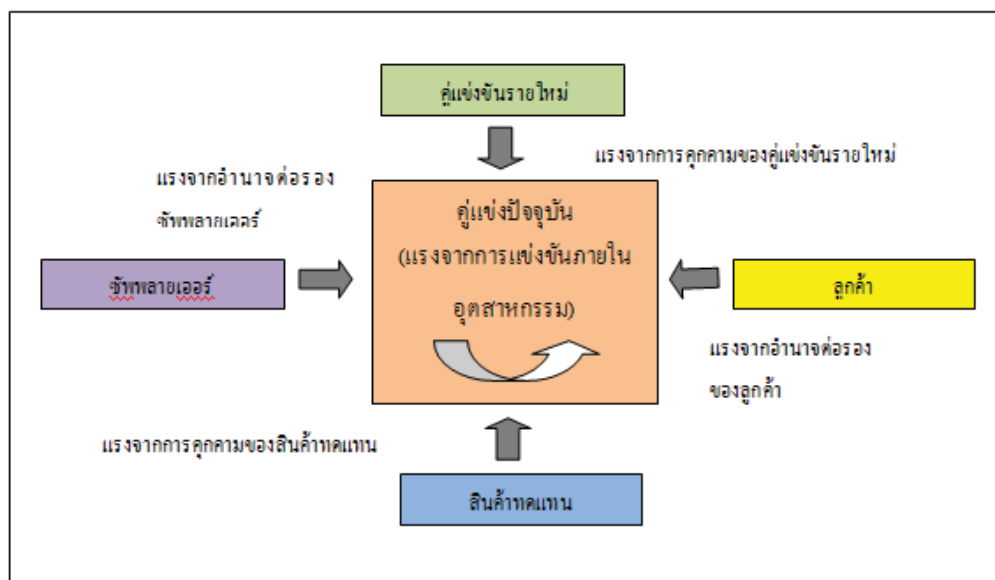 คู่แข่งขันรายใหม่
แรงจากการคุกคามของคู่แข่งขันรายใหม่
แรงจากอำนาจต่อรอง
ซัพพลายเออร์
คู่แข่งปัจจุบัน
(แรงจากการแข่งขันภายใน
อุตสาหกรรม)
ซัพพลายเออร์
ลูกค้า
แรงจากอำนาจต่อรอง
ของลูกค้า
แรงจากการคุกคามของสินค้าทดแทน
สินค้าทดแทน